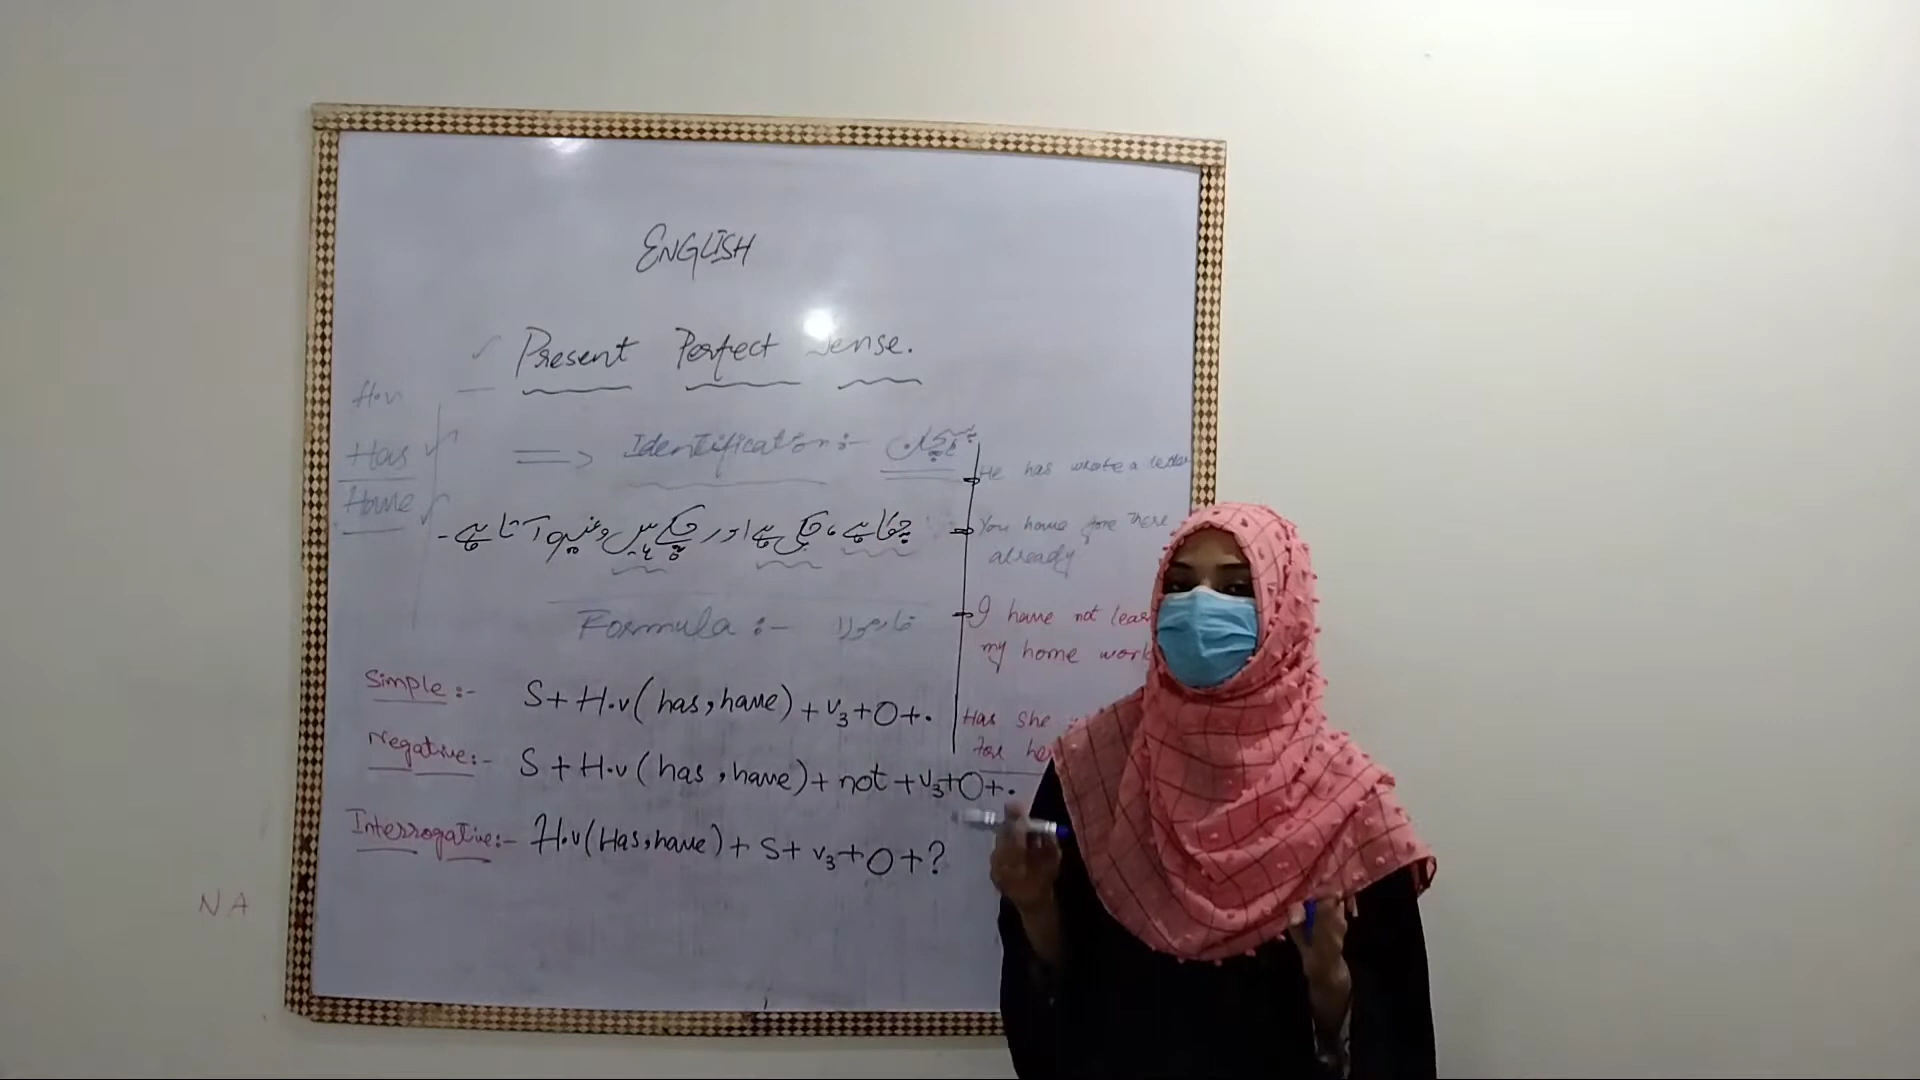 ENGLISH
Present Perfect Tense.
H.v
Has
Have
=> Identification:- پہچان
چکا ہے، چکی ہے اور چکے ہیں وغیرہ آتا ہے -
Formula:- فارمولا
Simple:- S + H.v (has, have) + v3 + O + .
Negative:- S + H.v (has, have) + not + v3 + O + .
Interrogative:- H.v (Has, have) + S + v3 + O + ?
He has wrote a letter
You have gone there
already
I have not
my home work
Has she
for
N A